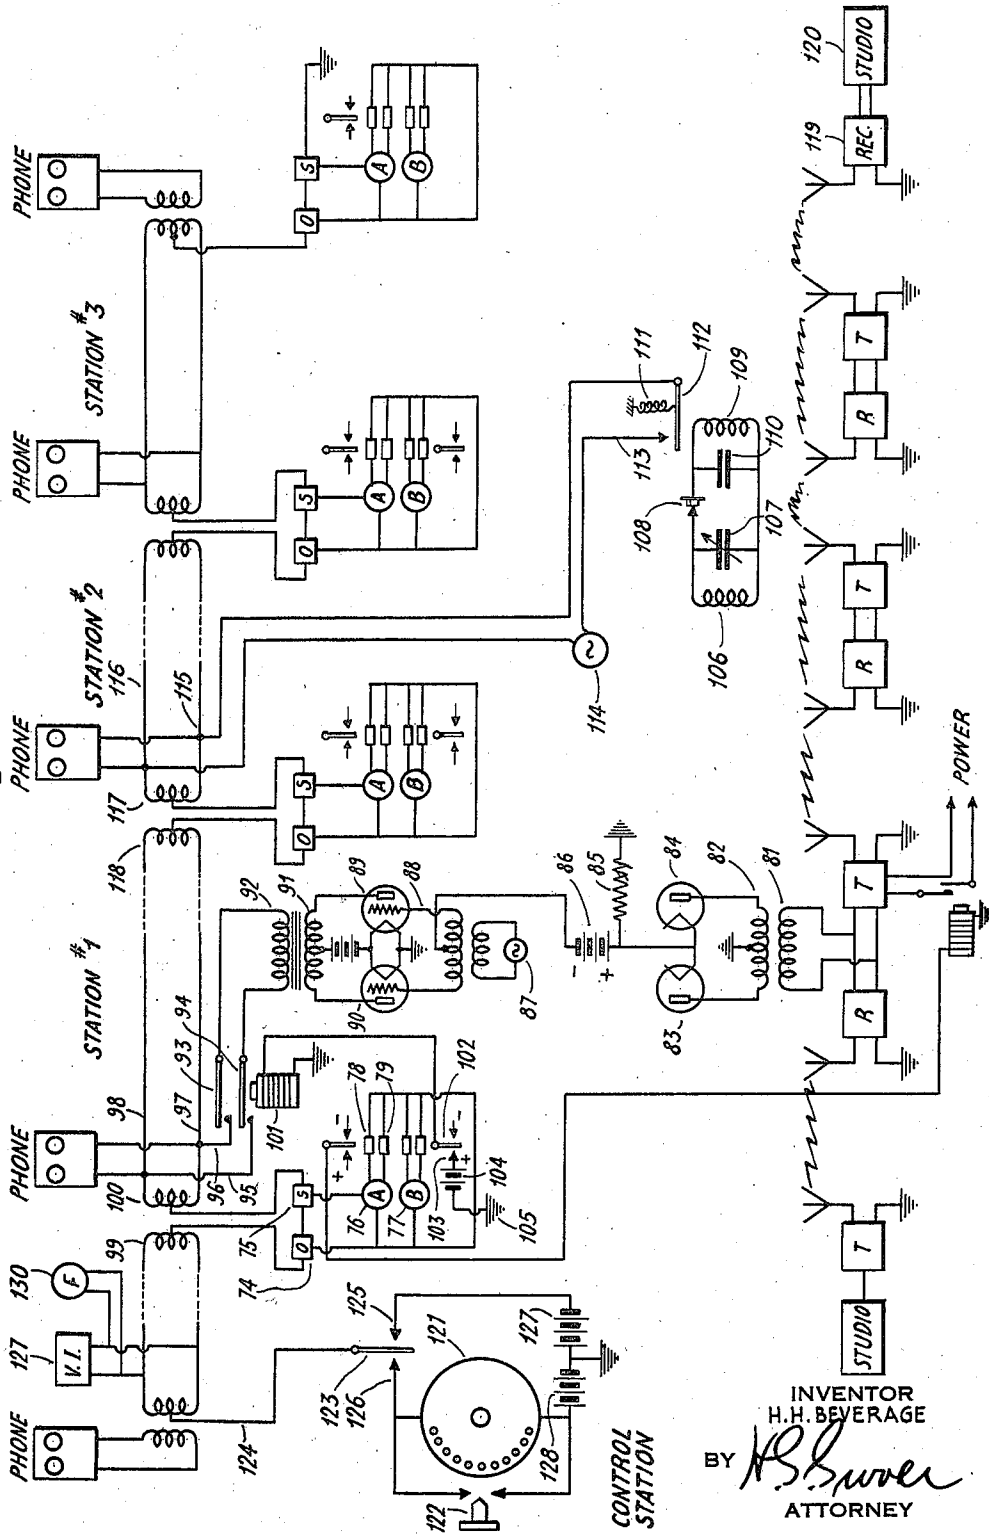 PHONE
PHONE
PHONE
PHONE
PHONE
STATION #1
STATION #2
STATION #3
CONTROL
STATION
127
V.I.
130
F
99
100
98
97
96
95
93
94
92
91
118
117
116
115
124
123
125
126
121
122
127
128
74
75
O
S
76
A
77
B
78
79
+
-
101
102
103
+
-
104
105
90
89
88
87
86
-
+
85
84
83
82
81
O
S
A
B
O
S
A
B
O
S
A
B
114
113
112
111
110
109
108
107
106
STUDIO
T
R
T
POWER
R
T
R
T
REC.
119
STUDIO
120
INVENTOR
H.H. BEVERAGE
BY
ATTORNEY